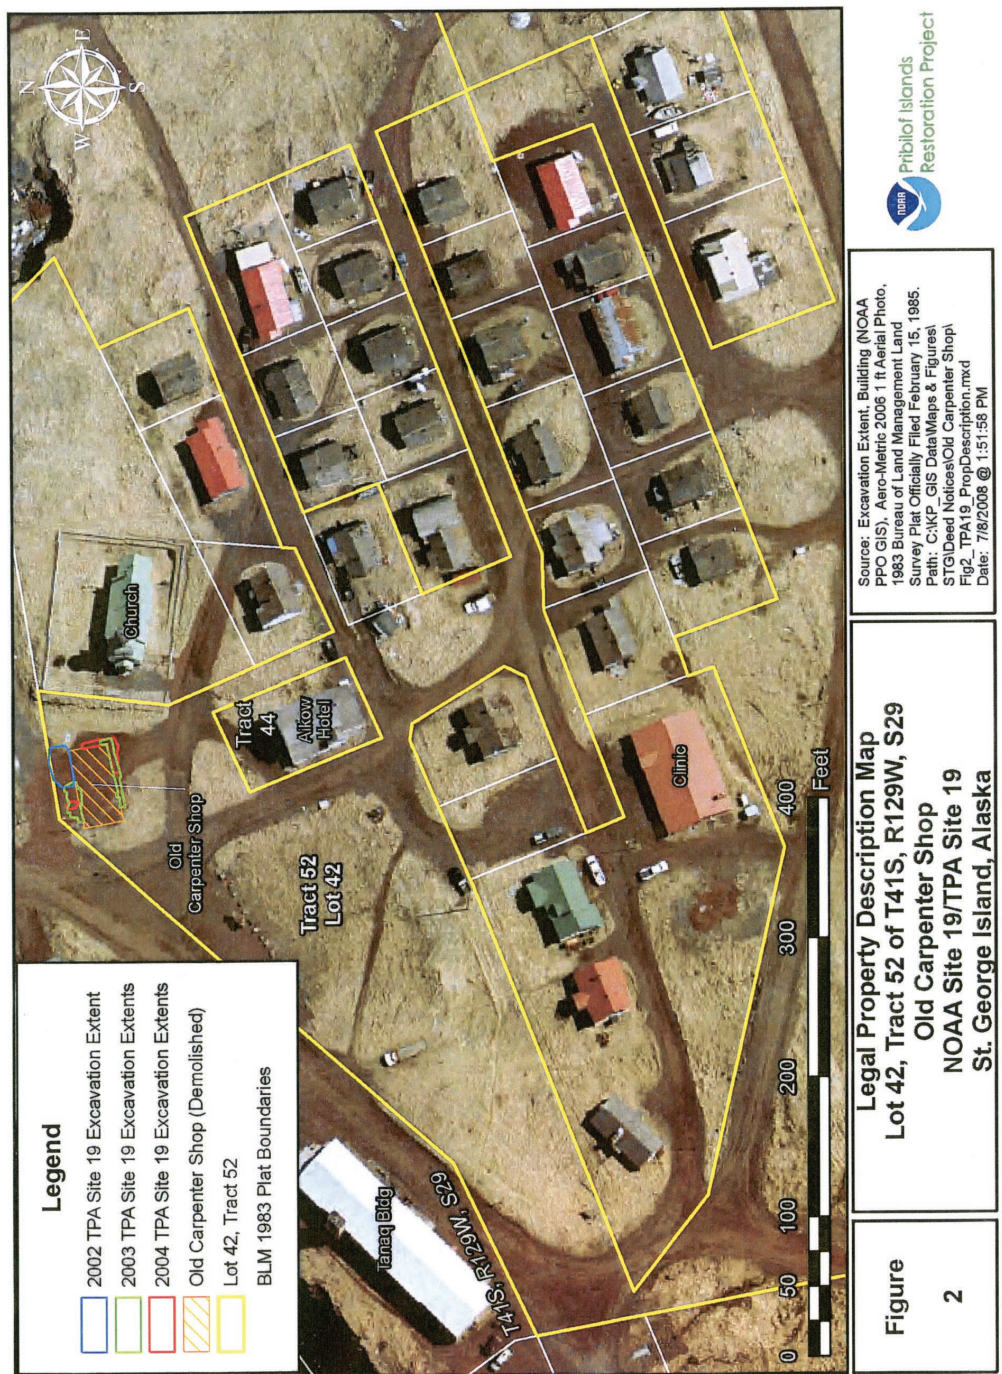 Legend
2002 TPA Site 19 Excavation Extent
2003 TPA Site 19 Excavation Extents
2004 TPA Site 19 Excavation Extents
Old Carpenter Shop (Demolished)
Lot 42, Tract 52
BLM 1983 Plat Boundaries
N
E
S
W
Church
Old
Carpenter Shop
Tract
44
Aikow
Hotel
Tract 52
Lot 42
Clinic
Tanaq Bldg
T41S, R129W, S29
0 50 100 200 300 400
Feet
Figure
2
Legal Property Description Map
Lot 42, Tract 52 of T41S, R129W, S29
Old Carpenter Shop
NOAA Site 19/TPA Site 19
St. George Island, Alaska
Source: Excavation Extent, Building (NOAA
PPO GIS), Aero-Metric 2006 1 ft Aerial Photo,
1983 Bureau of Land Management Land
Survey Plat Officially Filed February 15, 1985.
Path: C:\KP_GIS Data\Maps & Figures\
STG\Deed Notices\Old Carpenter Shop\
Fig2_TPA19_PropDescription.mxd
Date: 7/8/2008 @ 1:51:58 PM
NOAA
Pribilof Islands
Restoration Project